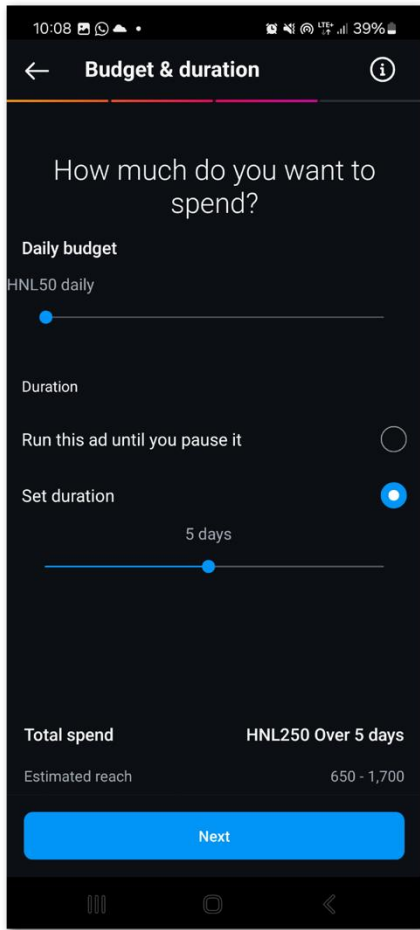 10:08 LTE+ 39%
Budget & duration
How much do you want to
spend?
Daily budget
HNL50 daily
Duration
Run this ad until you pause it
Set duration
5 days
Total spend HNL250 Over 5 days
Estimated reach 650 - 1,700
Next